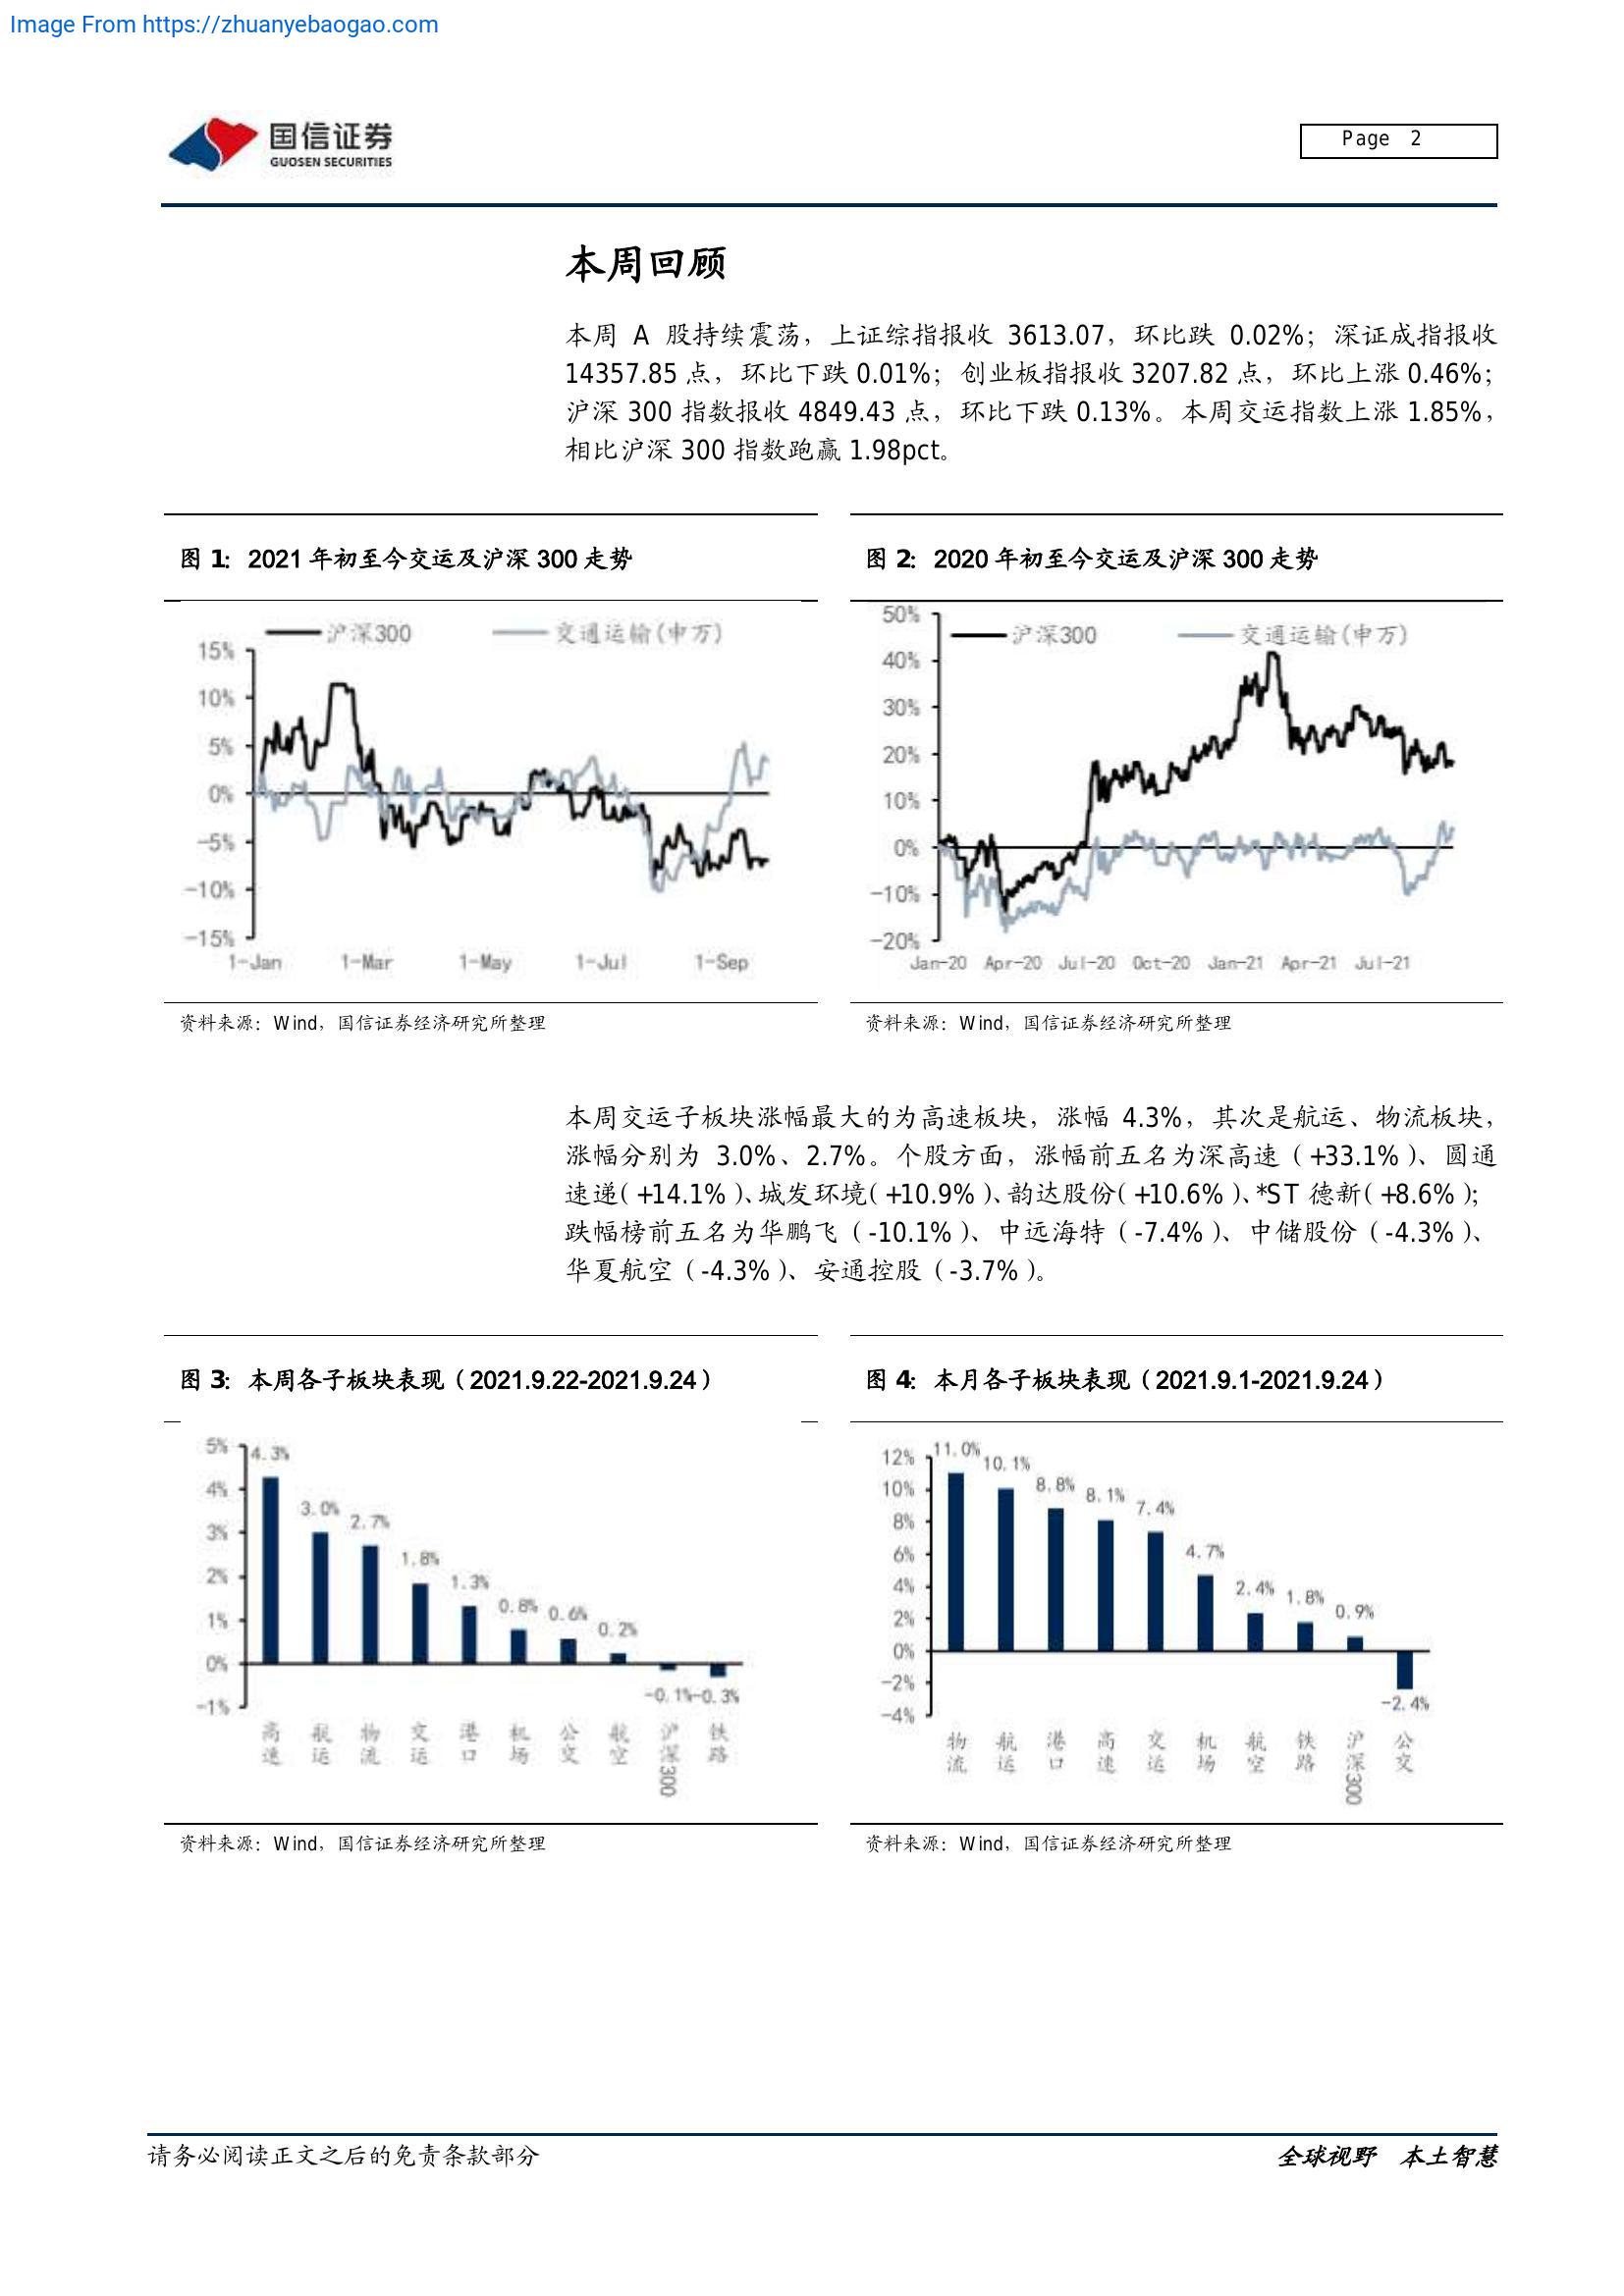 Image From https://zhuanyebaogao.com
国信证券
GUOSEN SECURITIES
Page 2
本周回顾
本周 A 股持续震荡，上证综指报收 3613.07，环比跌 0.02%；深证成指报收
14357.85 点，环比下跌 0.01%；创业板指报收 3207.82 点，环比上涨 0.46%；
沪深 300 指数报收 4849.43 点，环比下跌 0.13%。本周交运指数上涨 1.85%，
相比沪深 300 指数跑赢 1.98pct。
图 1：2021 年初至今交运及沪深 300 走势
沪深300 交通运输(申万)
15%
10%
5%
0%
-5%
-10%
-15%
1-Jan 1-Mar 1-May 1-Jul 1-Sep
资料来源：Wind，国信证券经济研究所整理
图 2：2020 年初至今交运及沪深 300 走势
沪深300 交通运输(申万)
50%
40%
30%
20%
10%
0%
-10%
-20%
Jan-20 Apr-20 Jul-20 Oct-20 Jan-21 Apr-21 Jul-21
资料来源：Wind，国信证券经济研究所整理
本周交运子板块涨幅最大的为高速板块，涨幅 4.3%，其次是航运、物流板块，
涨幅分别为 3.0%、2.7%。个股方面，涨幅前五名为深高速（+33.1%）、圆通
速递（+14.1%）、城发环境（+10.9%）、韵达股份（+10.6%）、*ST 德新（+8.6%）；
跌幅榜前五名为华鹏飞（-10.1%）、中远海特（-7.4%）、中储股份（-4.3%）、
华夏航空（-4.3%）、安通控股（-3.7%）。
图 3：本周各子板块表现（2021.9.22-2021.9.24）
5%
4%
3%
2%
1%
0%
-1%
4.3% 3.0% 2.7% 1.8% 1.3% 0.8% 0.6% 0.2% -0.1% -0.3%
高速 航运 物流 交运 港口 机场 公交 航空 沪深300 铁路
资料来源：Wind，国信证券经济研究所整理
图 4：本月各子板块表现（2021.9.1-2021.9.24）
12%
10%
8%
6%
4%
2%
0%
-2%
-4%
11.0% 10.1% 8.8% 8.1% 7.4% 4.7% 2.4% 1.8% 0.9% -2.4%
物流 航运 港口 高速 交运 机场 航空 铁路 沪深300 公交
资料来源：Wind，国信证券经济研究所整理
请务必阅读正文之后的免责条款部分
全球视野 本土智慧